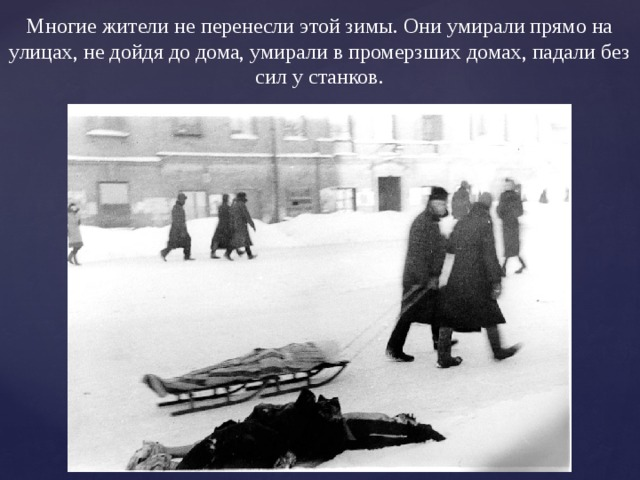 Многие жители не перенесли этой зимы. Они умирали прямо на
улицах, не дойдя до дома, умирали в промерзших домах, падали без
сил у станков.